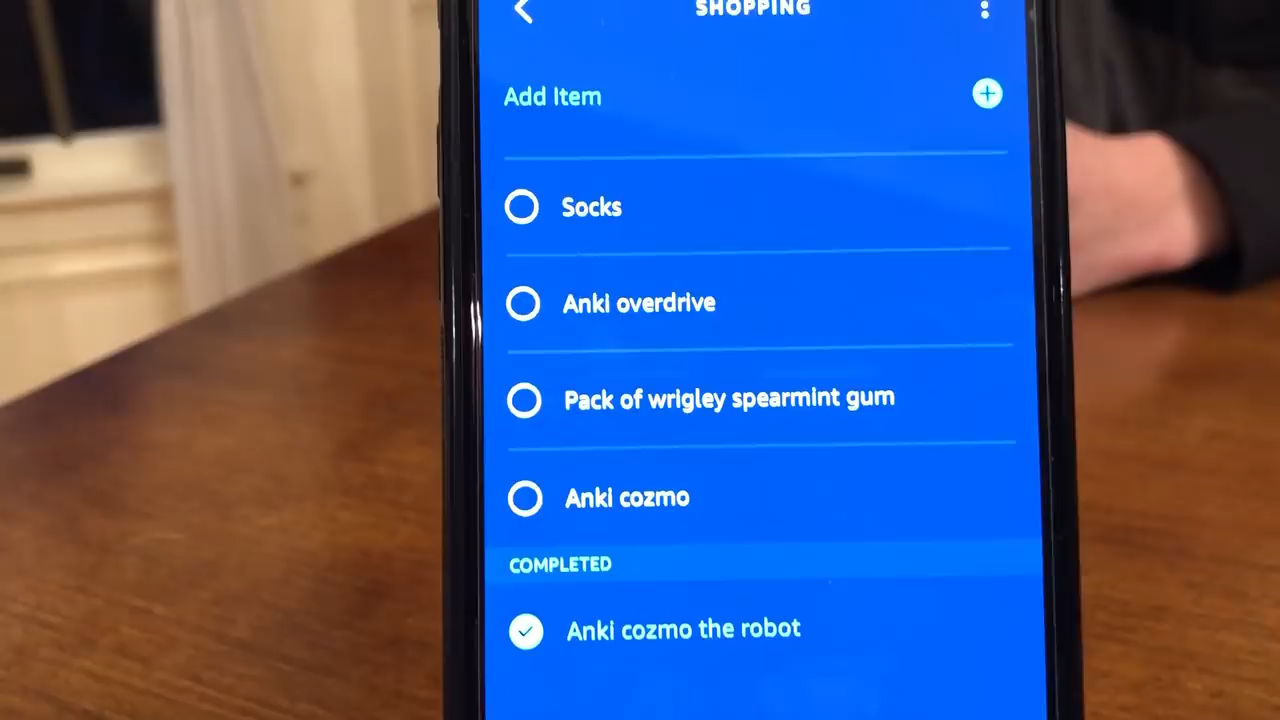 SHOPPING
Add Item
Socks
Anki overdrive
Pack of wrigley spearmint gum
Anki cozmo
COMPLETED
Anki cozmo the robot